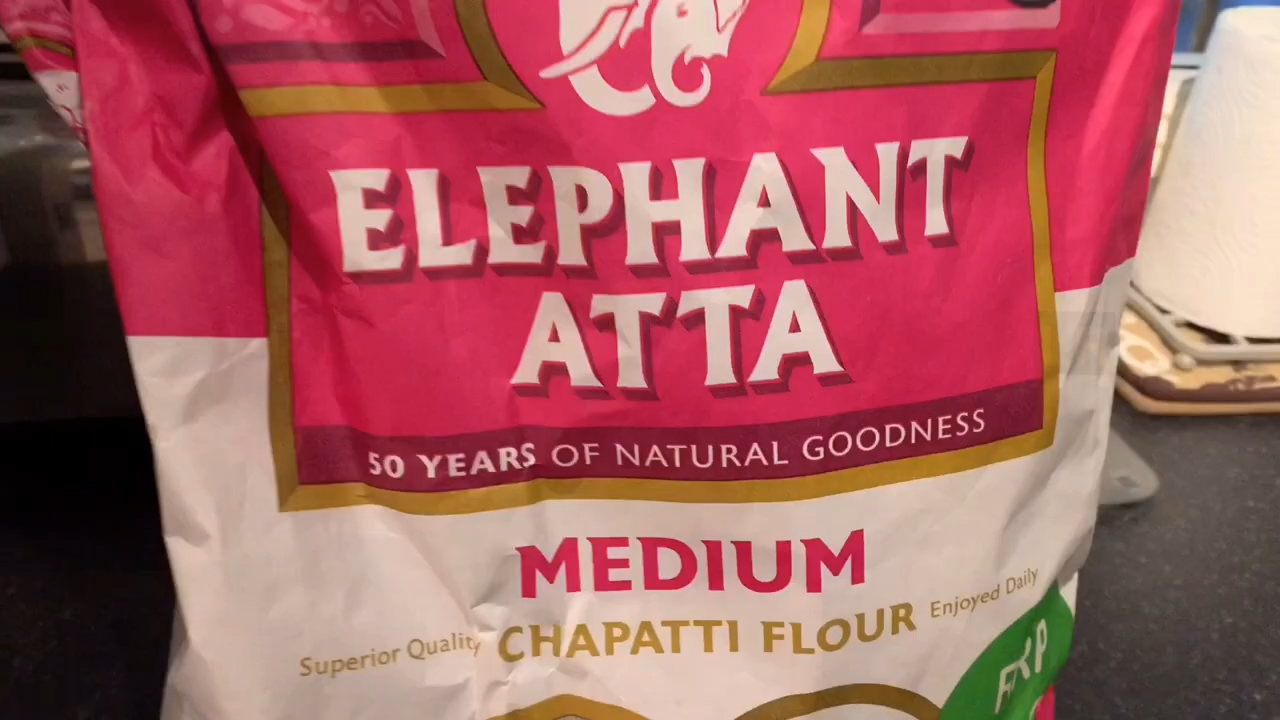 ELEPHANT
ATTA
50 YEARS OF NATURAL GOODNESS
MEDIUM
Superior Quality CHAPATTI FLOUR Enjoyed Daily